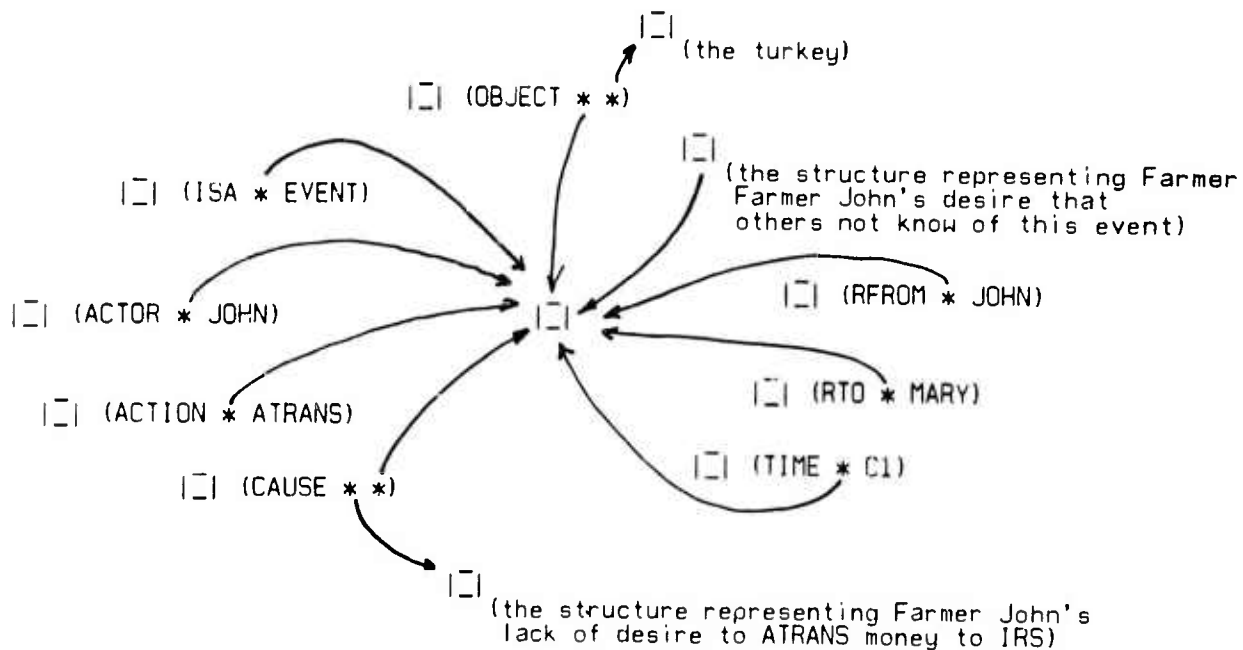 (the turkey)
(OBJECT * *)
(the structure representing Farmer
Farmer John's desire that
others not know of this event)
(ISA * EVENT)
(RFROM * JOHN)
(ACTOR * JOHN)
(RTO * MARY)
(ACTION * ATRANS)
(TIME * C1)
(CAUSE * *)
(the structure representing Farmer John's
lack of desire to ATRANS money to IRS)